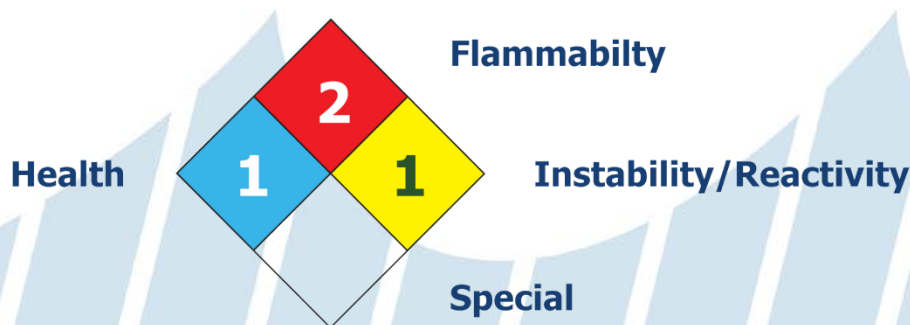 Flammabilty
2
Health
1
1
Instability/Reactivity
Special